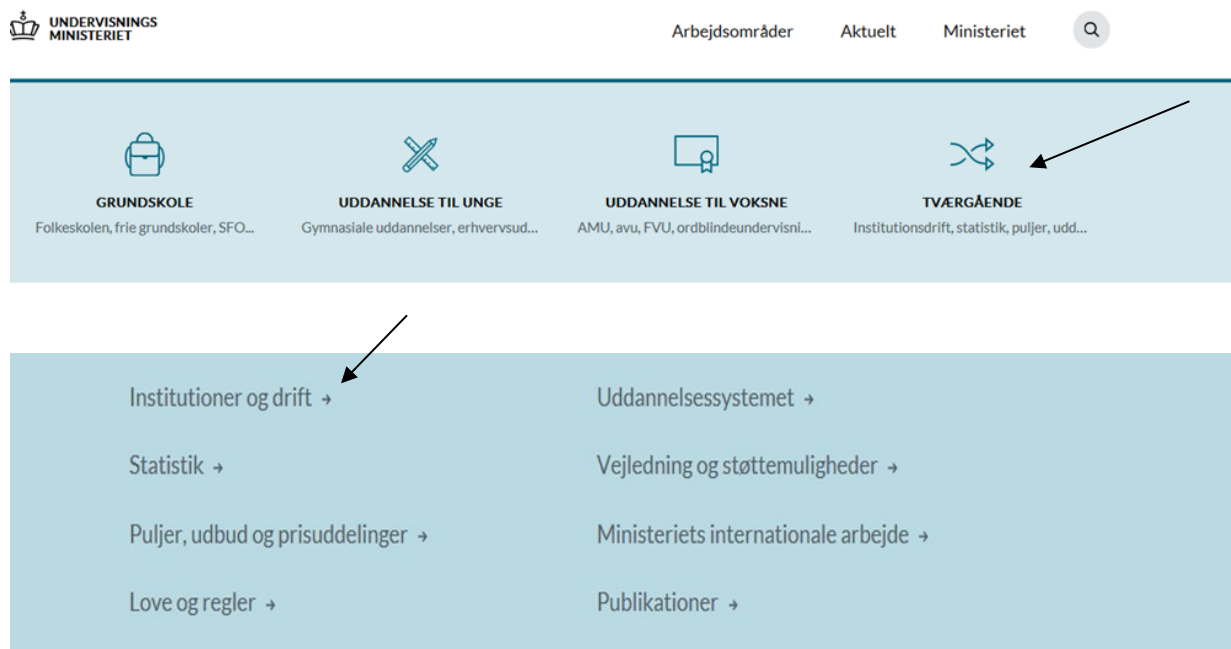 UNDERVISNINGS
MINISTERIET
Arbejdsområder Aktuelt Ministeriet
GRUNDSKOLE UDDANNELSE TIL UNGE UDDANNELSE TIL VOKSNE TVÆRGÅENDE
Folkeskolen, frie grundskoler, SFO... Gymnasiale uddannelser, erhvervsud... AMU, avu, FVU, ordblindeundervisni... Institutionsdrift, statistik, puljer, udd...
Institutioner og drift → Uddannelsessystemet →
Statistik → Vejledning og støttemuligheder →
Puljer, udbud og prisuddelinger → Ministeriets internationale arbejde →
Love og regler → Publikationer →